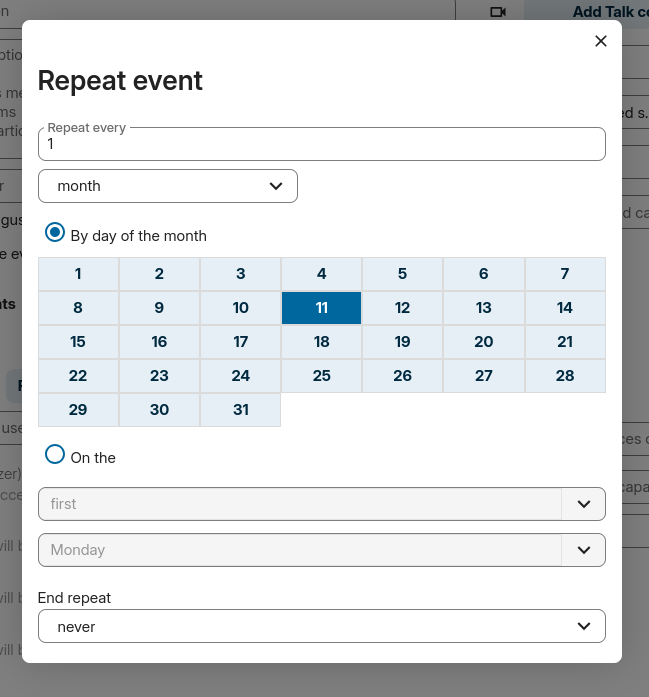 Add Talk co
Repeat event
Repeat every
1
month
By day of the month
1 2 3 4 5 6 7
8 9 10 11 12 13 14
15 16 17 18 19 20 21
22 23 24 25 26 27 28
29 30 31
On the
first
Monday
End repeat
never